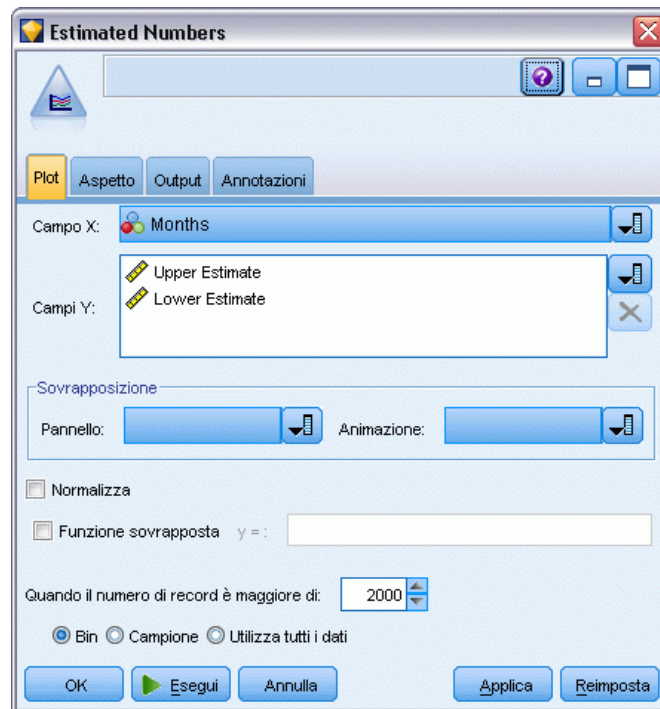 Estimated Numbers
Plot Aspetto Output Annotazioni
Campo X: Months
Campi Y: Upper Estimate
Lower Estimate
Sovrapposizione
Pannello: Animazione:
Normalizza
Funzione sovrapposta y = :
Quando il numero di record è maggiore di: 2000
Bin Campione Utilizza tutti i dati
OK Esegui Annulla Applica Reimposta